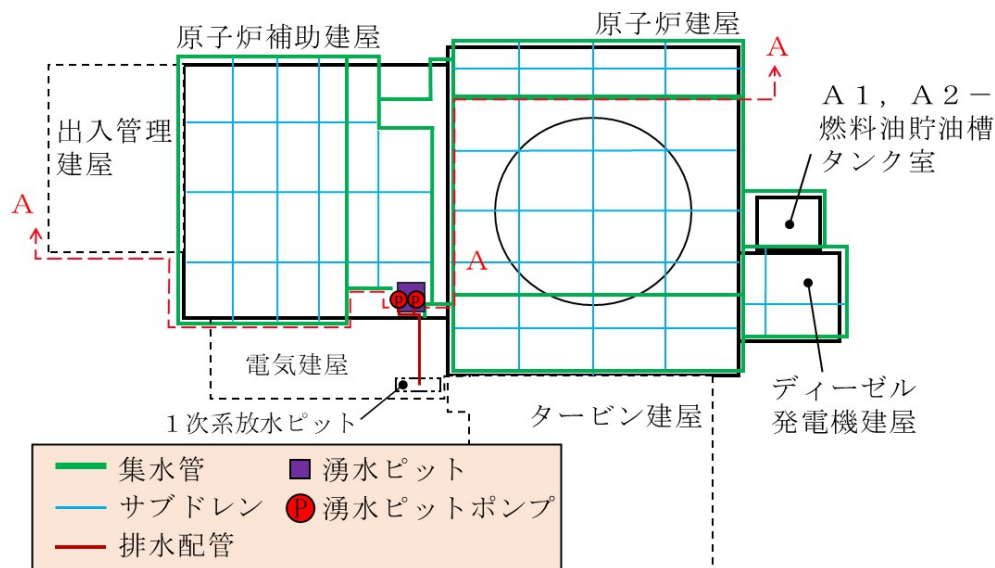 原子炉補助建屋
原子炉建屋
A
A1,A2-
燃料油貯油槽
タンク室
出入管理
建屋
A
A
P P
電気建屋
1次系放水ピット
タービン建屋
ディーゼル
発電機建屋
集水管
湧水ピット
サブドレン
P
湧水ピットポンプ
排水配管